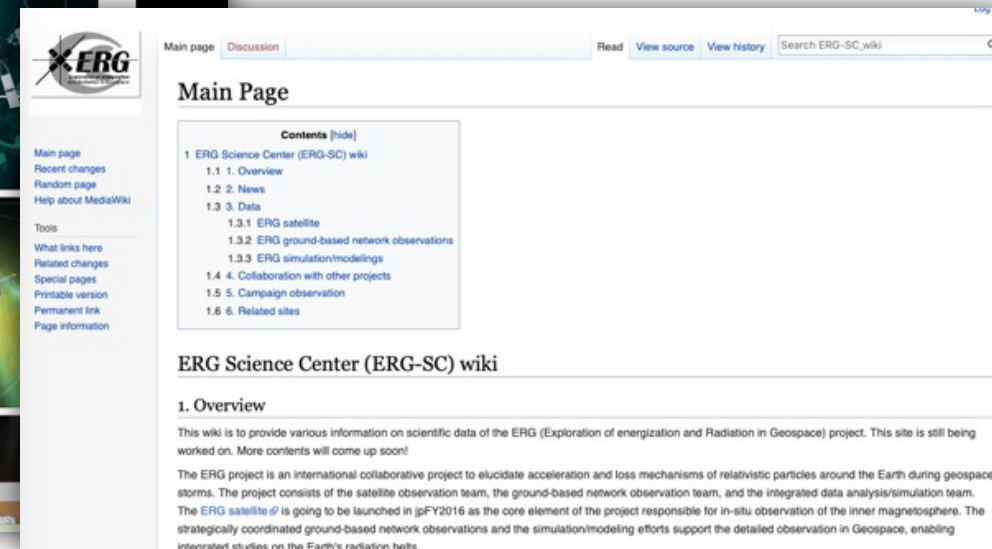 Log
ERG
Main page Discussion Read View source View history Search ERG-SC_wiki
Main Page
Main page
Recent changes
Random page
Help about MediaWiki
Tools
What links here
Related changes
Special pages
Printable version
Permanent link
Page information
Contents [hide]
1 ERG Science Center (ERG-SC) wiki
1.1 1. Overview
1.2 2. News
1.3 3. Data
1.3.1 ERG satellite
1.3.2 ERG ground-based network observations
1.3.3 ERG simulation/modelings
1.4 4. Collaboration with other projects
1.5 5. Campaign observation
1.6 6. Related sites
ERG Science Center (ERG-SC) wiki
1. Overview
This wiki is to provide various information on scientific data of the ERG (Exploration of energization and Radiation in Geospace) project. This site is still being
worked on. More contents will come up soon!
The ERG project is an international collaborative project to elucidate acceleration and loss mechanisms of relativistic particles around the Earth during geospace
storms. The project consists of the satellite observation team, the ground-based network observation team, and the integrated data analysis/simulation team.
The ERG satellite is going to be launched in jpFY2016 as the core element of the project responsible for in-situ observation of the inner magnetosphere. The
strategically coordinated ground-based network observations and the simulation/modeling efforts support the detailed observation in Geospace, enabling
integrated studies on the Earth's radiation belts.